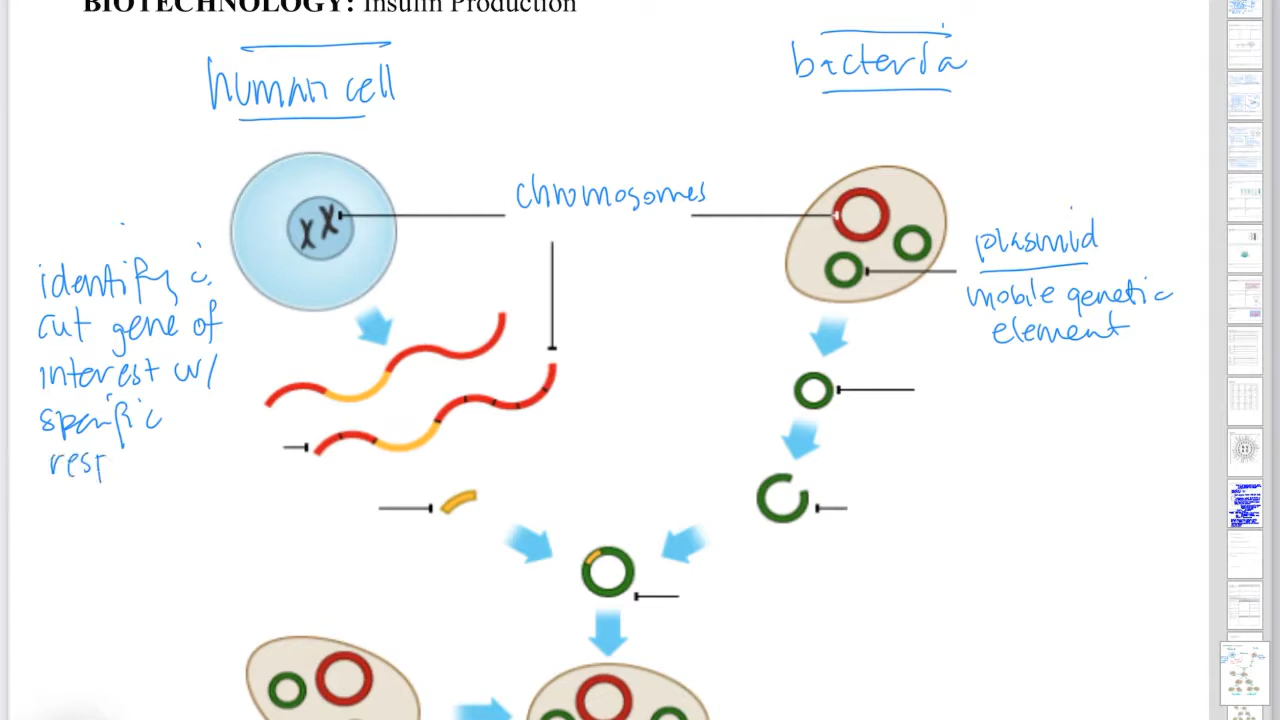 BIOTECHNOLOGY: Insulin Production
human cell
bacteria
chromosomes
plasmid
mobile genetic
element
identify &
cut gene of
interest w/
specific
rest